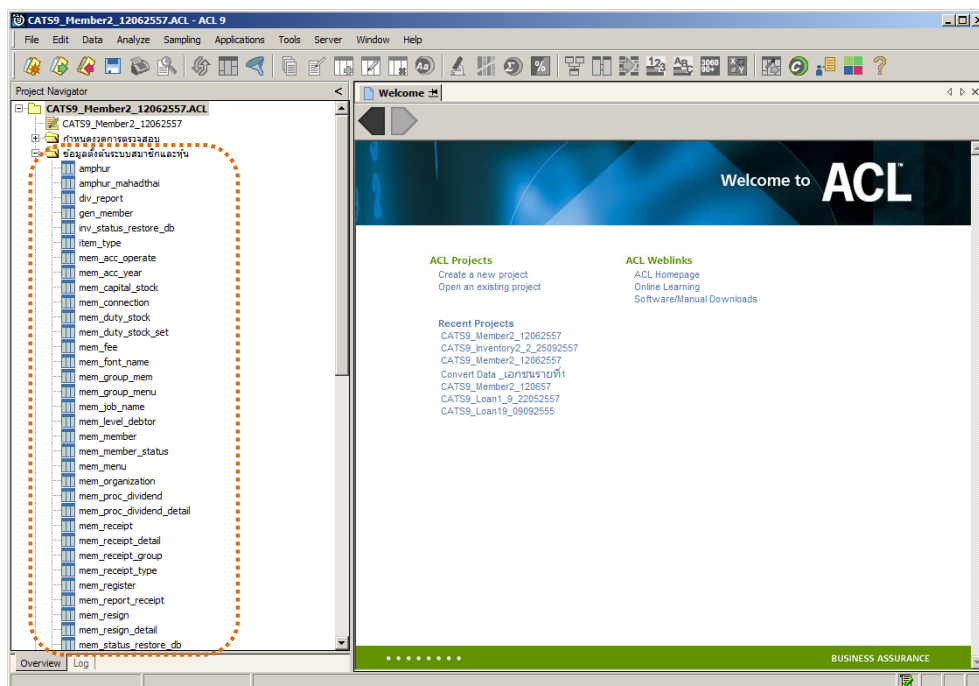 CATS9_Member2_12062557.ACL - ACL 9
File Edit Data Analyze Sampling Applications Tools Server Window Help
Project Navigator <
CATS9_Member2_12062557.ACL
CATS9_Member2_12062557
กำหนดงวดการตรวจสอบ
ข้อมูลตั้งต้นระบบสมาชิกและหุ้น
amphur
amphur_mahadthai
div_report
gen_member
inv_status_restore_db
item_type
mem_acc_operate
mem_acc_year
mem_capital_stock
mem_connection
mem_duty_stock
mem_duty_stock_set
mem_fee
mem_font_name
mem_group_mem
mem_group_menu
mem_job_name
mem_level_debtor
mem_member
mem_member_status
mem_menu
mem_organization
mem_proc_dividend
mem_proc_dividend_detail
mem_receipt
mem_receipt_detail
mem_receipt_group
mem_receipt_type
mem_register
mem_report_receipt
mem_resign
mem_resign_detail
mem_status_restore_db
Overview Log
Welcome
Welcome to ACL™
ACL Projects
Create a new project
Open an existing project
Recent Projects
CATS9_Member2_12062557
CATS9_Inventory2_2_25092557
CATS9_Member2_12062557
Convert Data _เอกชนรายที่1
CATS9_Member2_120657
CATS9_Loan1_9_22052557
CATS9_Loan19_09092555
ACL Weblinks
ACL Homepage
Online Learning
Software/Manual Downloads
BUSINESS ASSURANCE